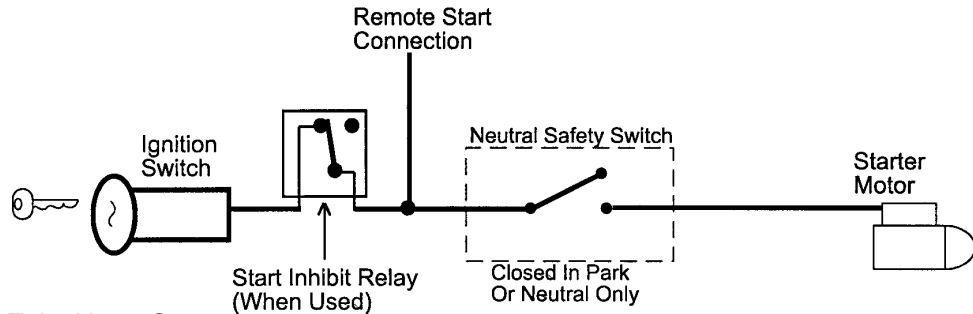 Remote Start
Connection
Ignition
Switch
Neutral Safety Switch
Starter
Motor
Start Inhibit Relay
(When Used)
Closed In Park
Or Neutral Only